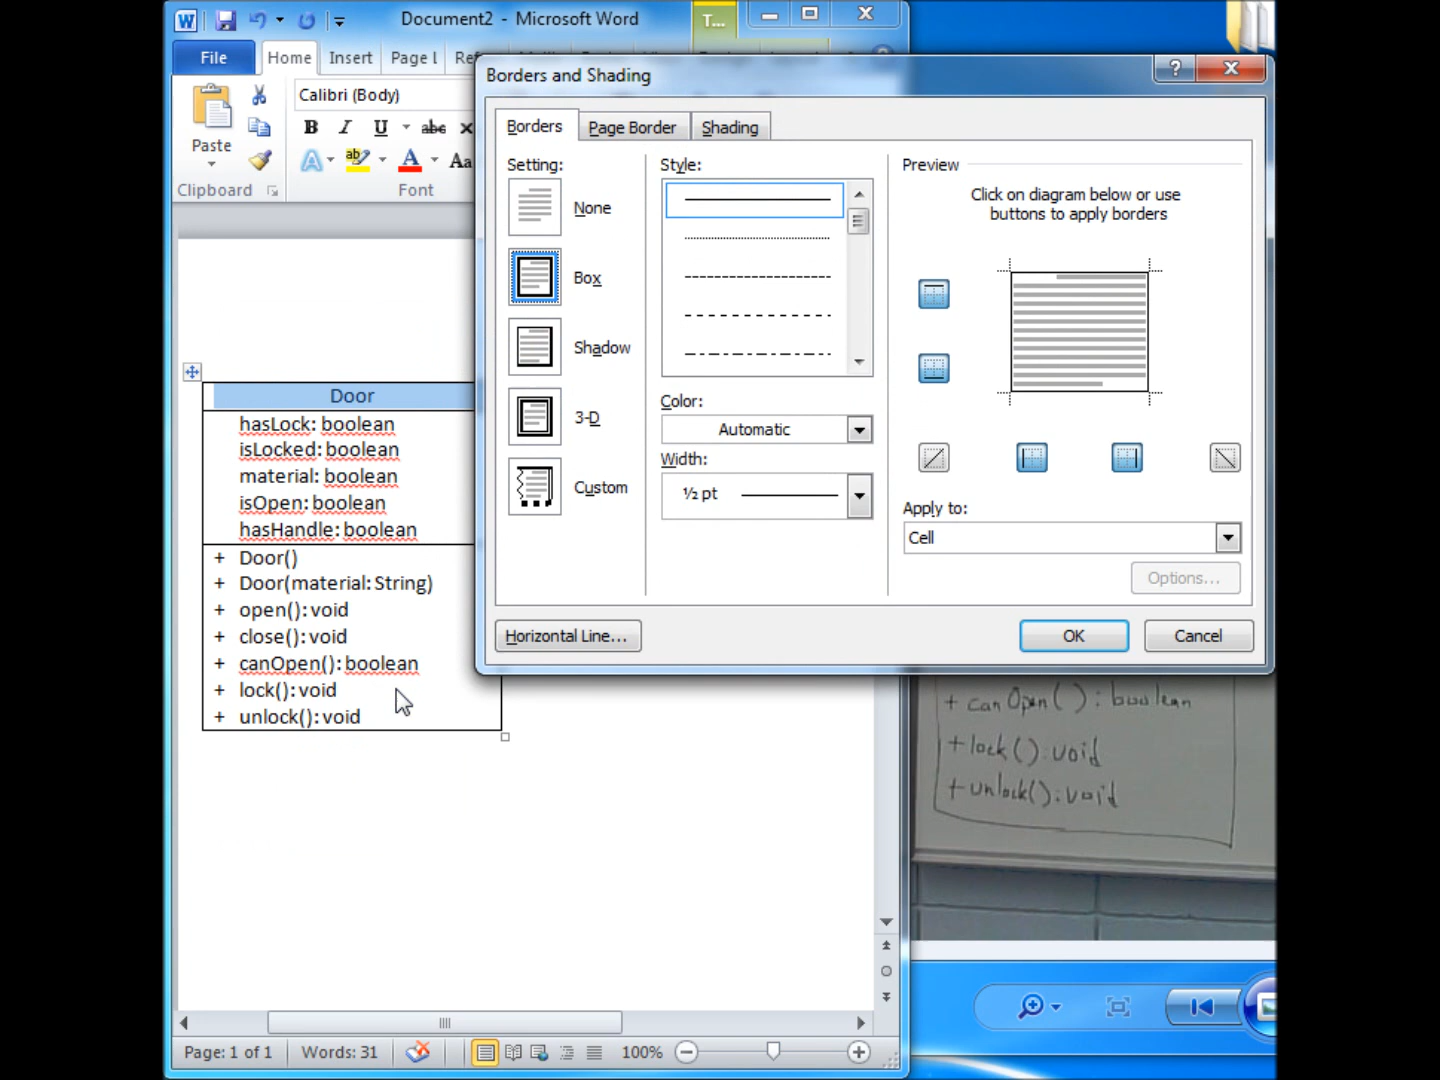 Document2 - Microsoft Word
T...
File
Home
Insert
Page L
Paste
Clipboard
Calibri (Body)
B I U abc x
A ab A Aa
Font
Door
hasLock: boolean
isLocked: boolean
material: boolean
isOpen: boolean
hasHandle: boolean
+ Door()
+ Door(material: String)
+ open(): void
+ close(): void
+ canOpen(): boolean
+ lock(): void
+ unlock(): void
Page: 1 of 1
Words: 31
100%
Borders and Shading
Borders
Page Border
Shading
Setting:
None
Box
Shadow
3-D
Custom
Style:
Color:
Automatic
Width:
½ pt
Preview
Click on diagram below or use
buttons to apply borders
Apply to:
Cell
Options...
Horizontal Line...
OK
Cancel
+ canOpen( ) : boolean
+ lock( ) : void
+ unlock( ) : void